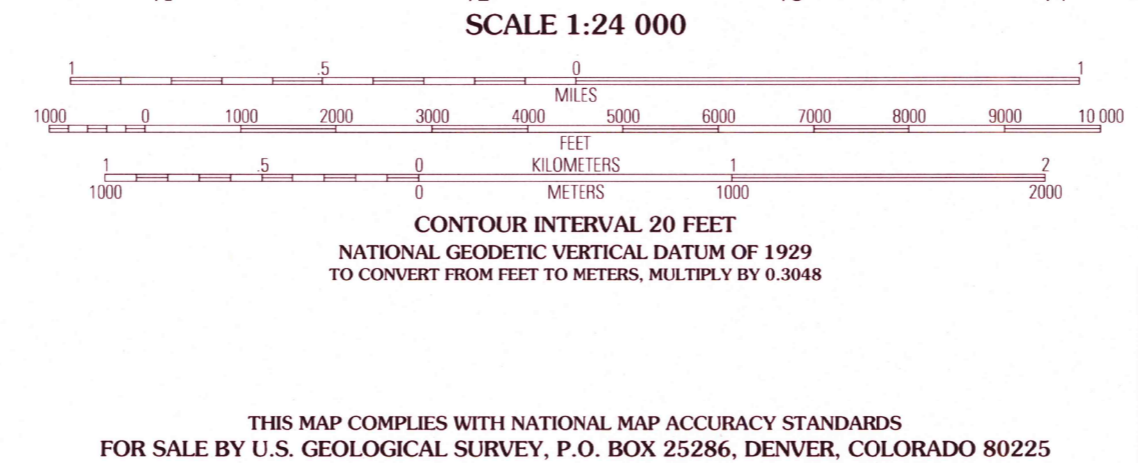 SCALE 1:24 000
1 .5 0 1
MILES
1000 0 1000 2000 3000 4000 5000 6000 7000 8000 9000 10 000
FEET
1 .5 0 KILOMETERS 1 2
1000 0 METERS 1000 2000
CONTOUR INTERVAL 20 FEET
NATIONAL GEODETIC VERTICAL DATUM OF 1929
TO CONVERT FROM FEET TO METERS, MULTIPLY BY 0.3048
THIS MAP COMPLIES WITH NATIONAL MAP ACCURACY STANDARDS
FOR SALE BY U.S. GEOLOGICAL SURVEY, P.O. BOX 25286, DENVER, COLORADO 80225